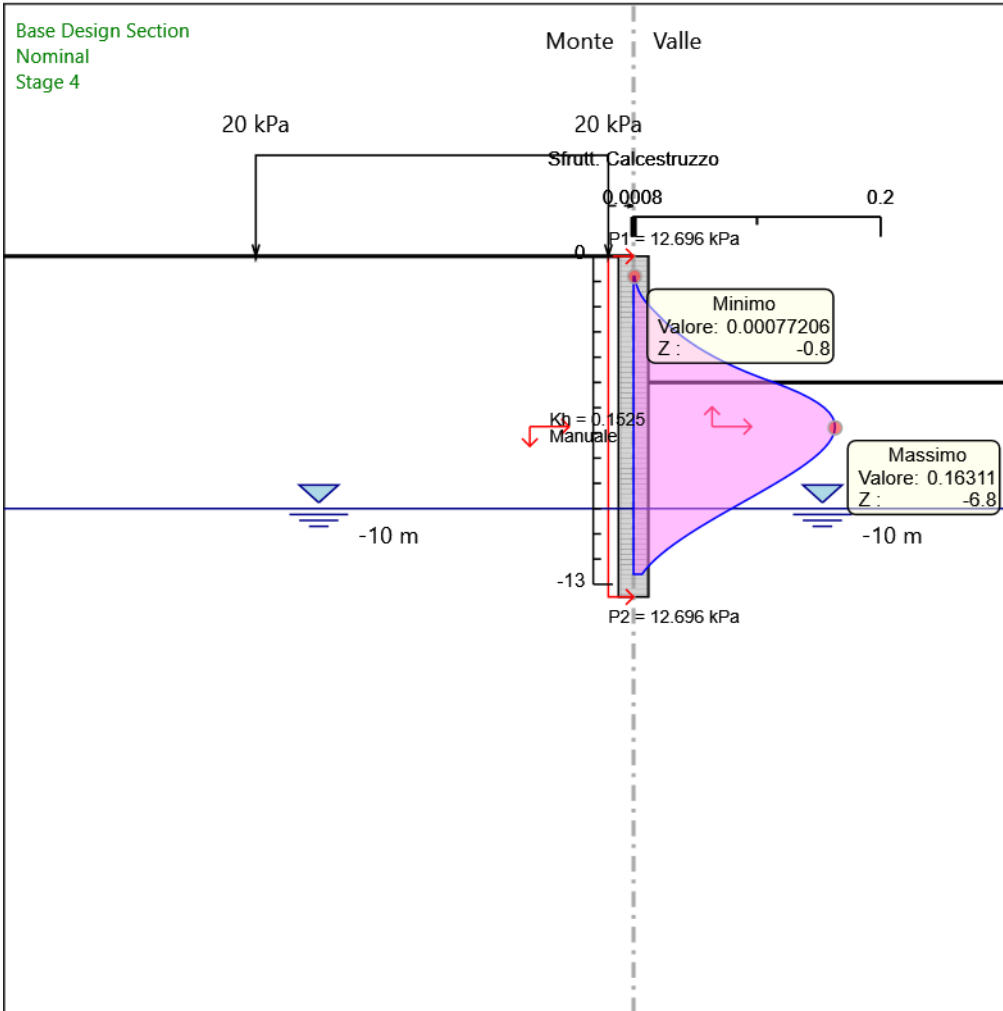 Base Design Section
Nominal
Stage 4
Monte
Valle
20 kPa
20 kPa
Sfrutt. Calcestruzzo
0.0008
0.2
P1 = 12.696 kPa
0
Minimo
Valore: 0.00077206
Z : -0.8
Kh = 0.1525
Manuale
Massimo
Valore: 0.16311
Z : -6.8
-10 m
-10 m
-13
P2 = 12.696 kPa